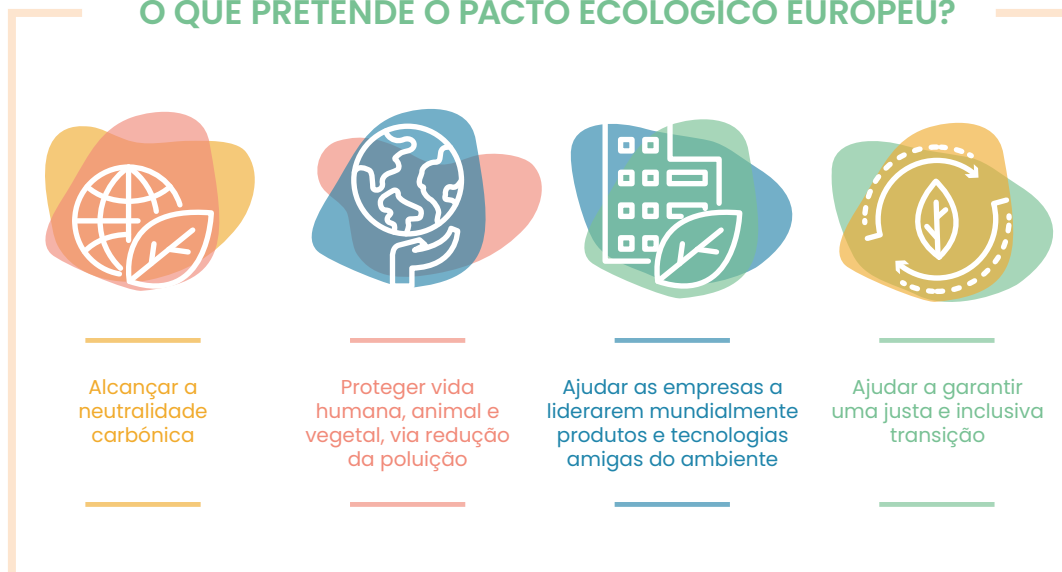 O QUE PRETENDE O PACTO ECOLÓGICO EUROPEU?
Alcançar a
neutralidade
carbónica
Proteger vida
humana, animal e
vegetal, via redução
da poluição
Ajudar as empresas a
liderarem mundialmente
produtos e tecnologias
amigas do ambiente
Ajudar a garantir
uma justa e inclusiva
transição